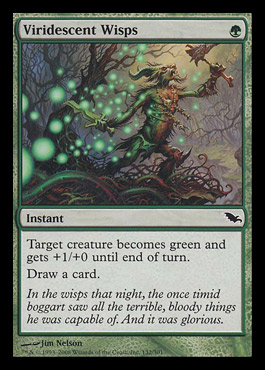 Viridescent Wisps
Instant
Target creature becomes green and
gets +1/+0 until end of turn.
Draw a card.
In the wisps that night, the once timid
boggart saw all the terrible, bloody things
he was capable of. And it was glorious.
Jim Nelson